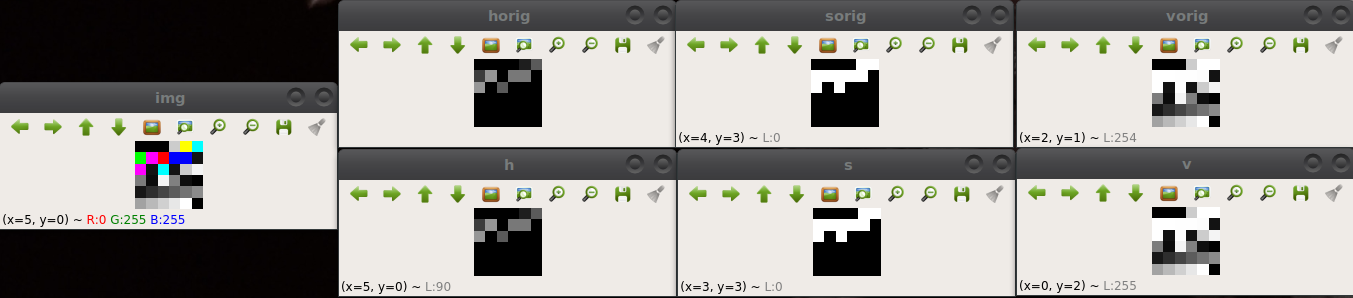 horig
sorig
vorig
img
(x=4, y=3) ~ L:0
(x=2, y=1) ~ L:254
h
s
v
(x=5, y=0) ~ R:0 G:255 B:255
(x=5, y=0) ~ L:90
(x=3, y=3) ~ L:0
(x=0, y=2) ~ L:255